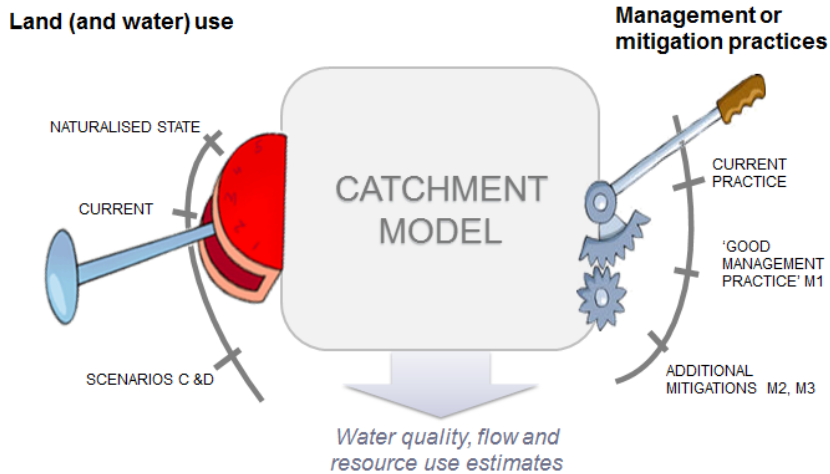 Land (and water) use
Management or
mitigation practices
NATURALISED STATE
CURRENT
SCENARIOS C &D
CATCHMENT
MODEL
CURRENT
PRACTICE
‘GOOD
MANAGEMENT
PRACTICE’ M1
ADDITIONAL
MITIGATIONS M2, M3
Water quality, flow and
resource use estimates